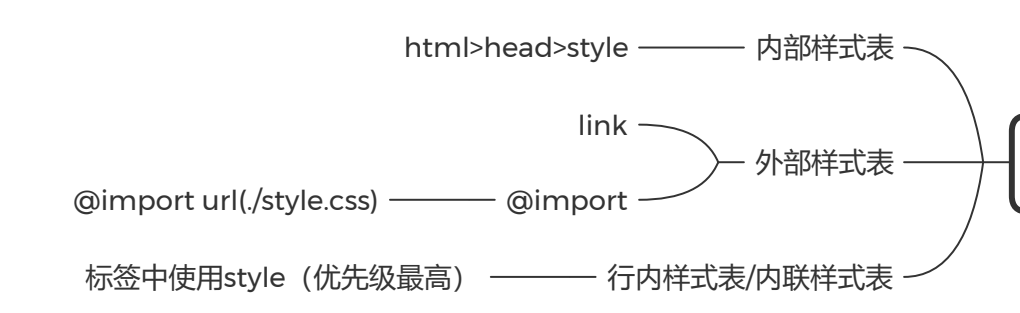 html>head>style
内部样式表
link
外部样式表
@import url(./style.css)
@import
标签中使用style（优先级最高）
行内样式表/内联样式表